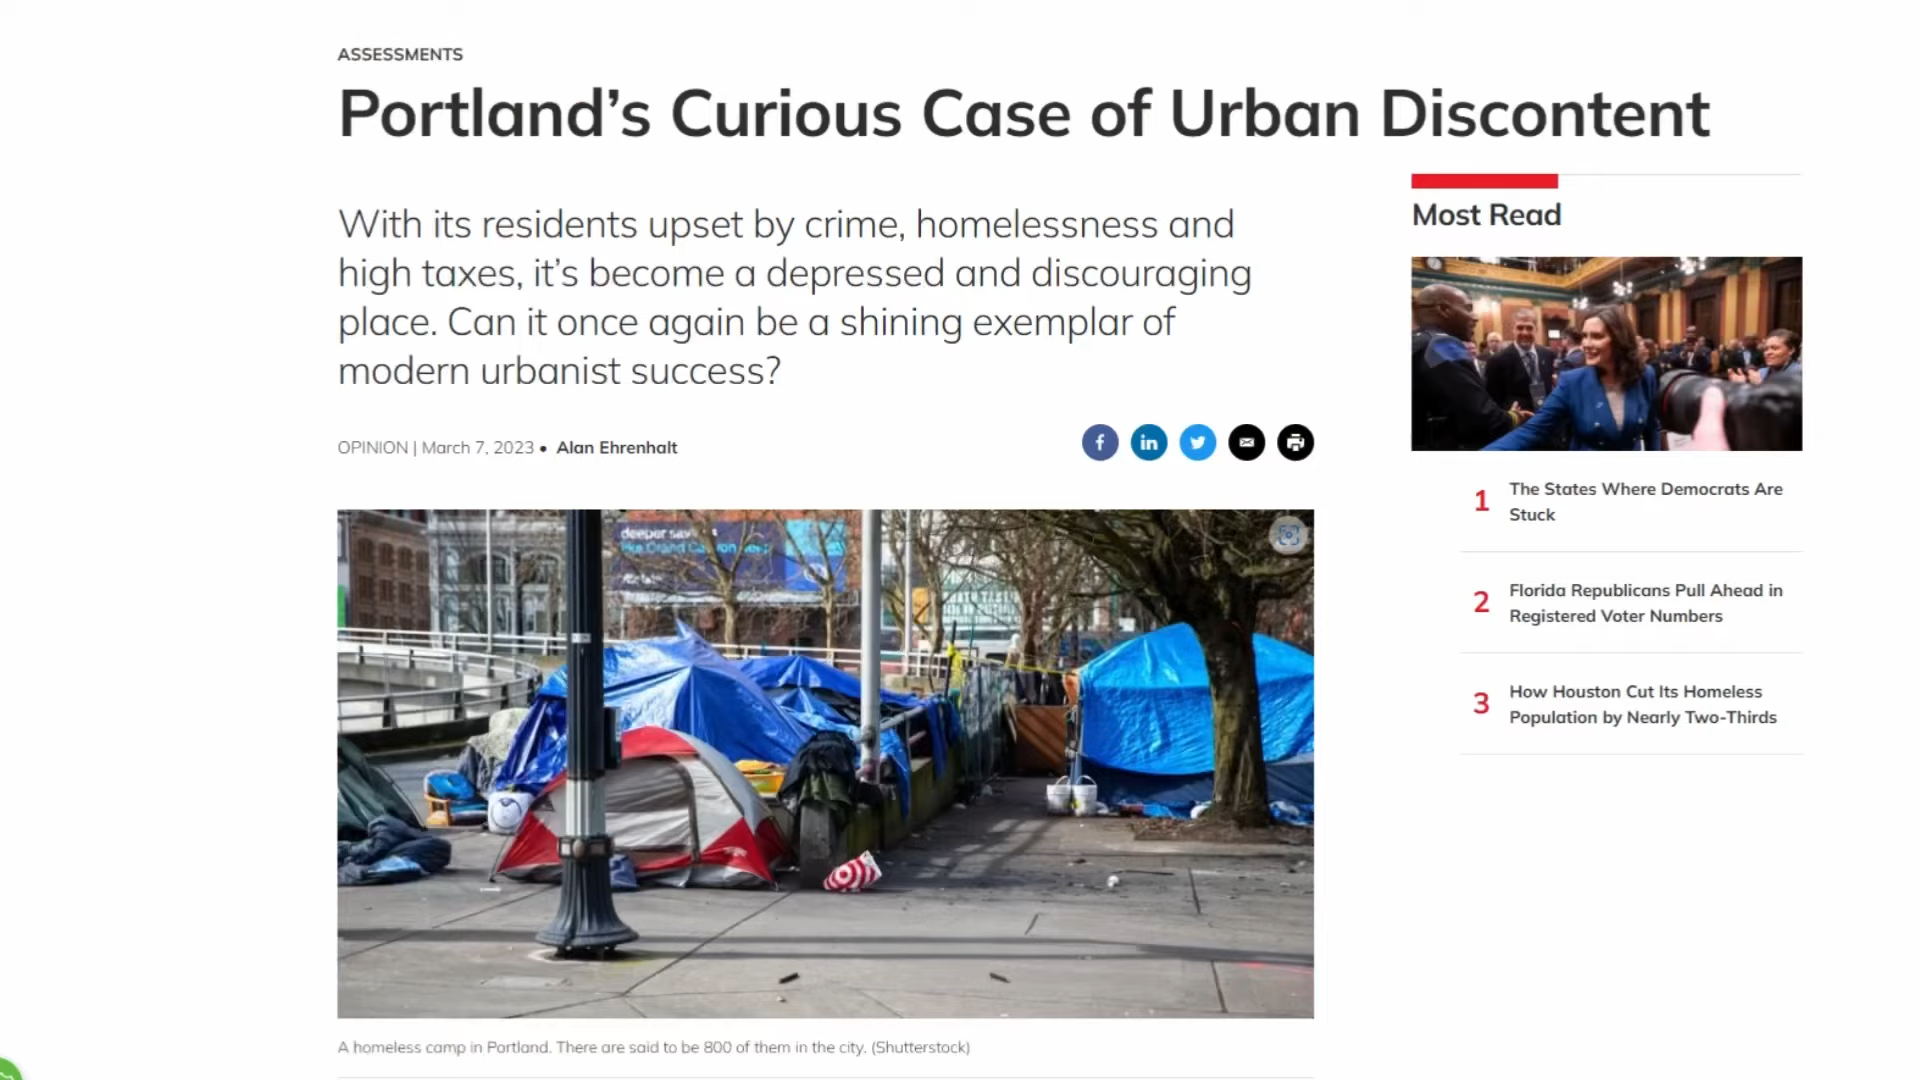 ASSESSMENTS
Portland's Curious Case of Urban Discontent
With its residents upset by crime, homelessness and
high taxes, it's become a depressed and discouraging
place. Can it once again be a shining exemplar of
modern urbanist success?
OPINION | March 7, 2023 • Alan Ehrenhalt
Most Read
1 The States Where Democrats Are
Stuck
2 Florida Republicans Pull Ahead in
Registered Voter Numbers
3 How Houston Cut Its Homeless
Population by Nearly Two-Thirds
deeper
A homeless camp in Portland. There are said to be 800 of them in the city. (Shutterstock)